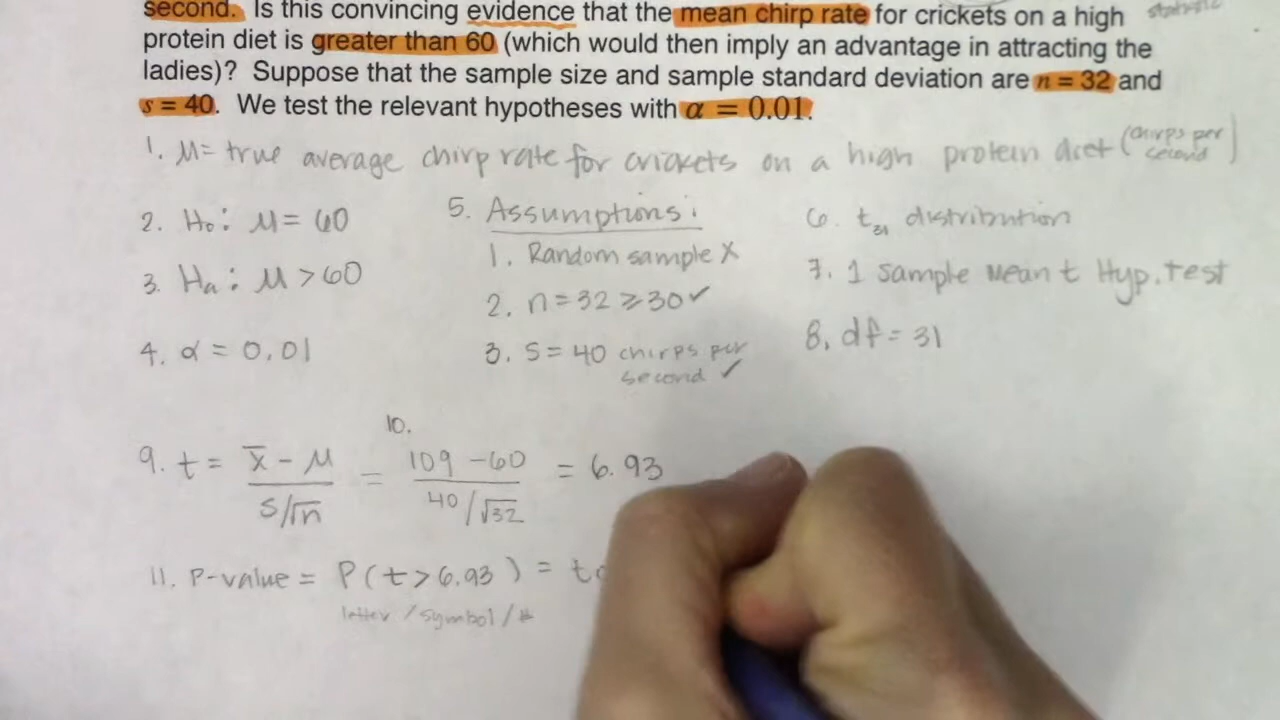 second. Is this convincing evidence that the mean chirp rate for crickets on a high
protein diet is greater than 60 (which would then imply an advantage in attracting the
ladies)? Suppose that the sample size and sample standard deviation are n = 32 and
s = 40. We test the relevant hypotheses with α = 0.01.
1. μ = true average chirp rate for crickets on a high protein diet (chirps per second)
2. H₀: μ = 60
3. Hₐ: μ > 60
4. α = 0.01
5. Assumptions:
1. Random sample X
2. n = 32 ≥ 30 ✓
3. S = 40 chirps per
second ✓
6. t₃₁ distribution
7. 1 sample mean t Hyp. test
8. df = 31
9. t = x̄ - μ / s/√n = 10. 109 - 60 / 40/√32 = 6.93
11. P-value = P(t > 6.93) = t
letter / symbol / #